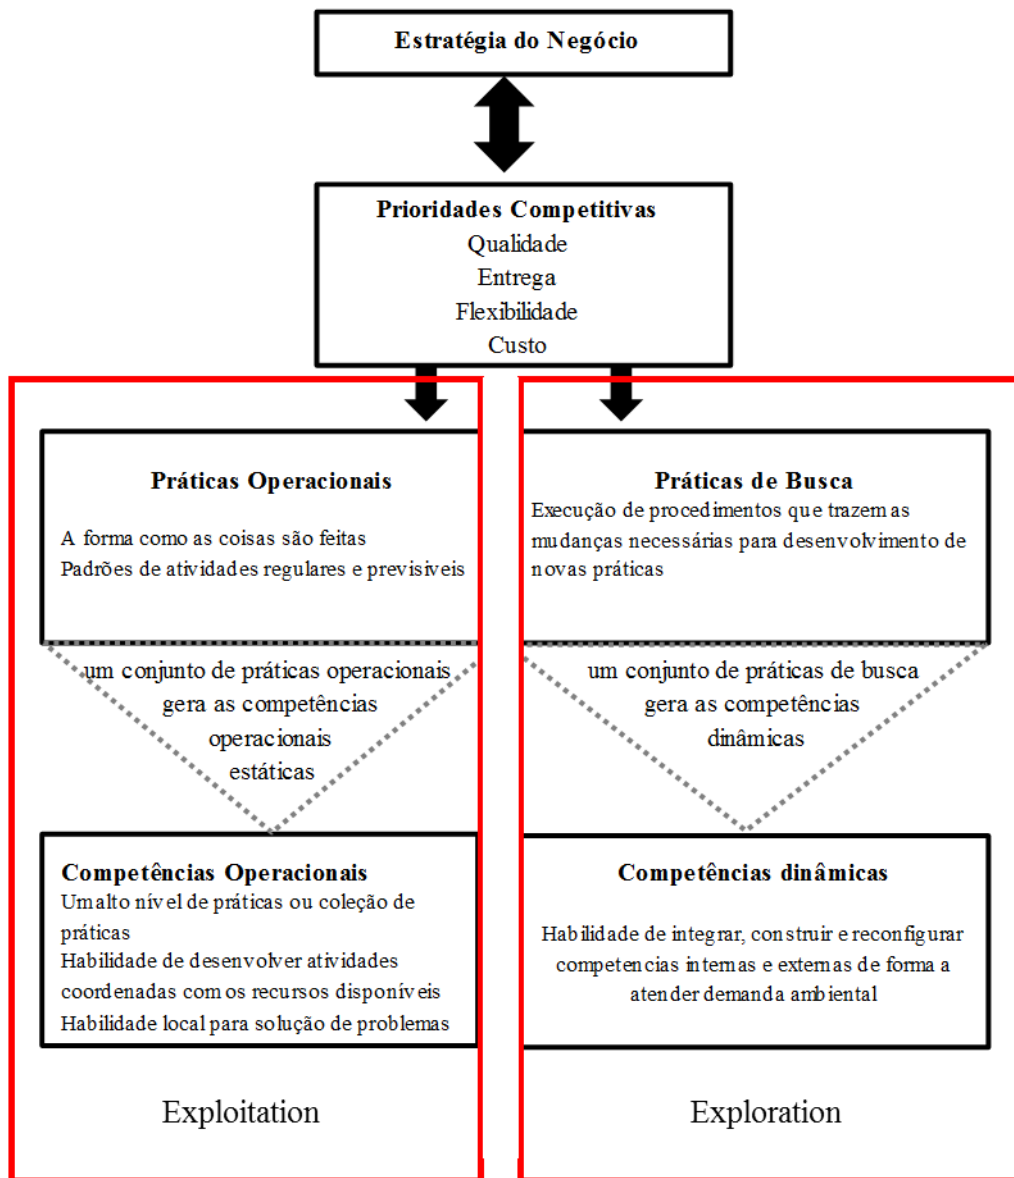 Estratégia do Negócio
Prioridades Competitivas
Qualidade
Entrega
Flexibilidade
Custo
Práticas Operacionais
A forma como as coisas são feitas
Padrões de atividades regulares e previsiveis
um conjunto de práticas operacionais
gera as competências
operacionais
estáticas
Competências Operacionais
Um alto nível de práticas ou coleção de
práticas
Habilidade de desenvolver atividades
coordenadas com os recursos disponíveis
Habilidade local para solução de problemas
Exploitation
Práticas de Busca
Execução de procedimentos que trazem as
mudanças necessárias para desenvolvimento de
novas práticas
um conjunto de práticas de busca
gera as competências
dinâmicas
Competências dinâmicas
Habilidade de integrar, construir e reconfigurar
competencias internas e externas de forma a
atender demanda ambiental
Exploration